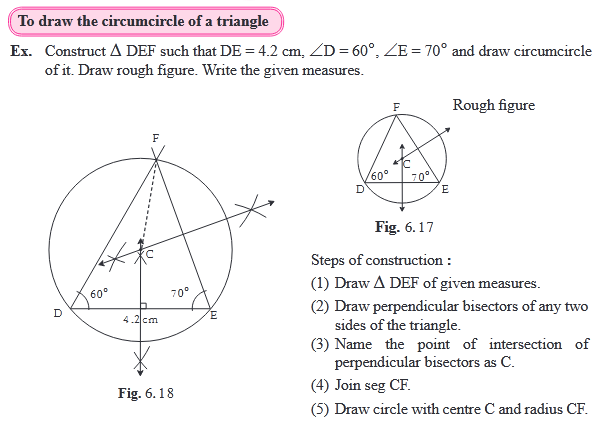 To draw the circumcircle of a triangle
Ex. Construct Δ DEF such that DE = 4.2 cm, ∠D = 60°, ∠E = 70° and draw circumcircle
of it. Draw rough figure. Write the given measures.
F
C
60°
70°
D
E
4.2 cm
Fig. 6.18
F
Rough figure
C
60°
70°
D
E
Fig. 6.17
Steps of construction :
(1) Draw Δ DEF of given measures.
(2) Draw perpendicular bisectors of any two
sides of the triangle.
(3) Name the point of intersection of
perpendicular bisectors as C.
(4) Join seg CF.
(5) Draw circle with centre C and radius CF.